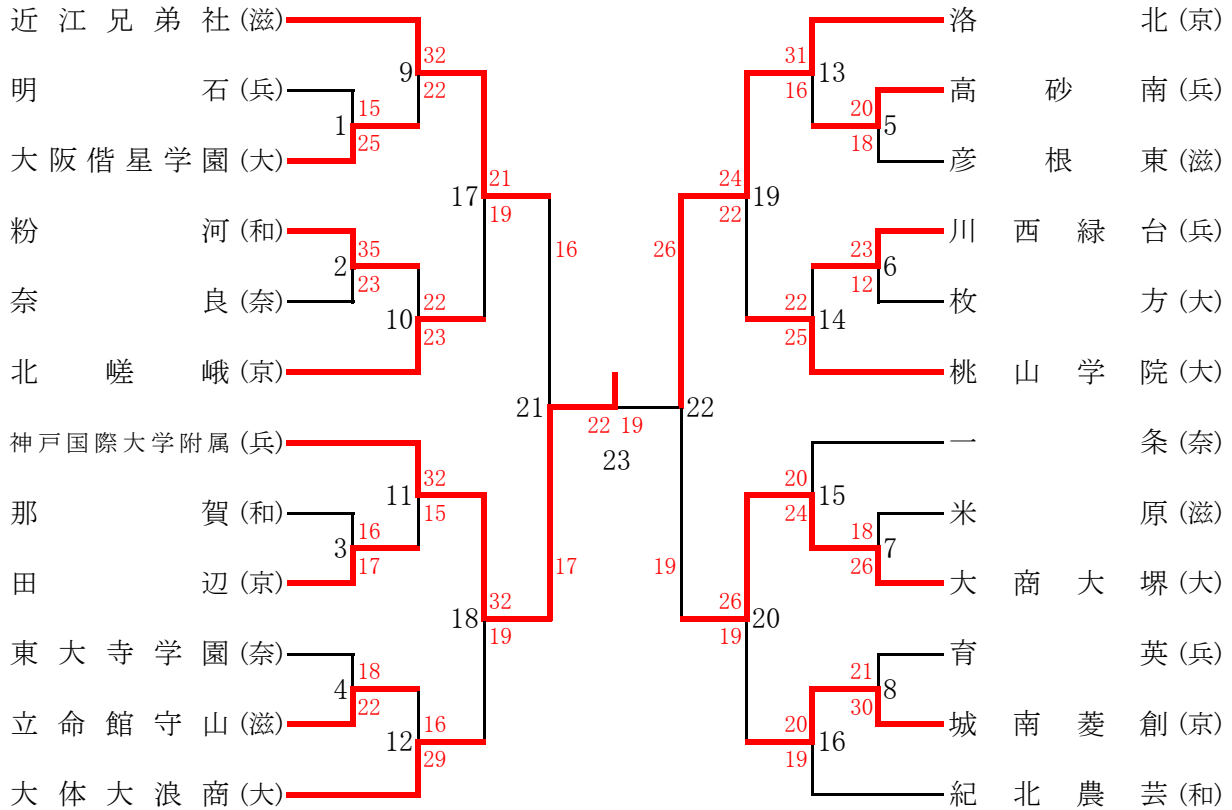 近江兄弟社(滋) 洛北(京)
32 31
9 13
明石(兵) 22 16 高砂南(兵)
15 20
1 5
25 18
大阪偕星学園(大) 彦根東(滋)
21 24
17 19
19 22
粉河(和) 川西緑台(兵)
35 16 26 23
2 6
23 12
奈良(奈) 22 22 枚方(大)
10 14
23 25
北嵯峨(京) 桃山学院(大)
21 22
22 19
神戸国際大学附属(兵) 23 一条(奈)
32 20
11 15
那賀(和) 15 24 米原(滋)
16 18
3 7
17 17 19 26
田辺(京) 大商大堺(大)
32 26
18 20
19 19
東大寺学園(奈) 育英(兵)
18 21
4 8
22 30
立命館守山(滋) 16 20 城南菱創(京)
12 16
29 19
大体大浪商(大) 紀北農芸(和)